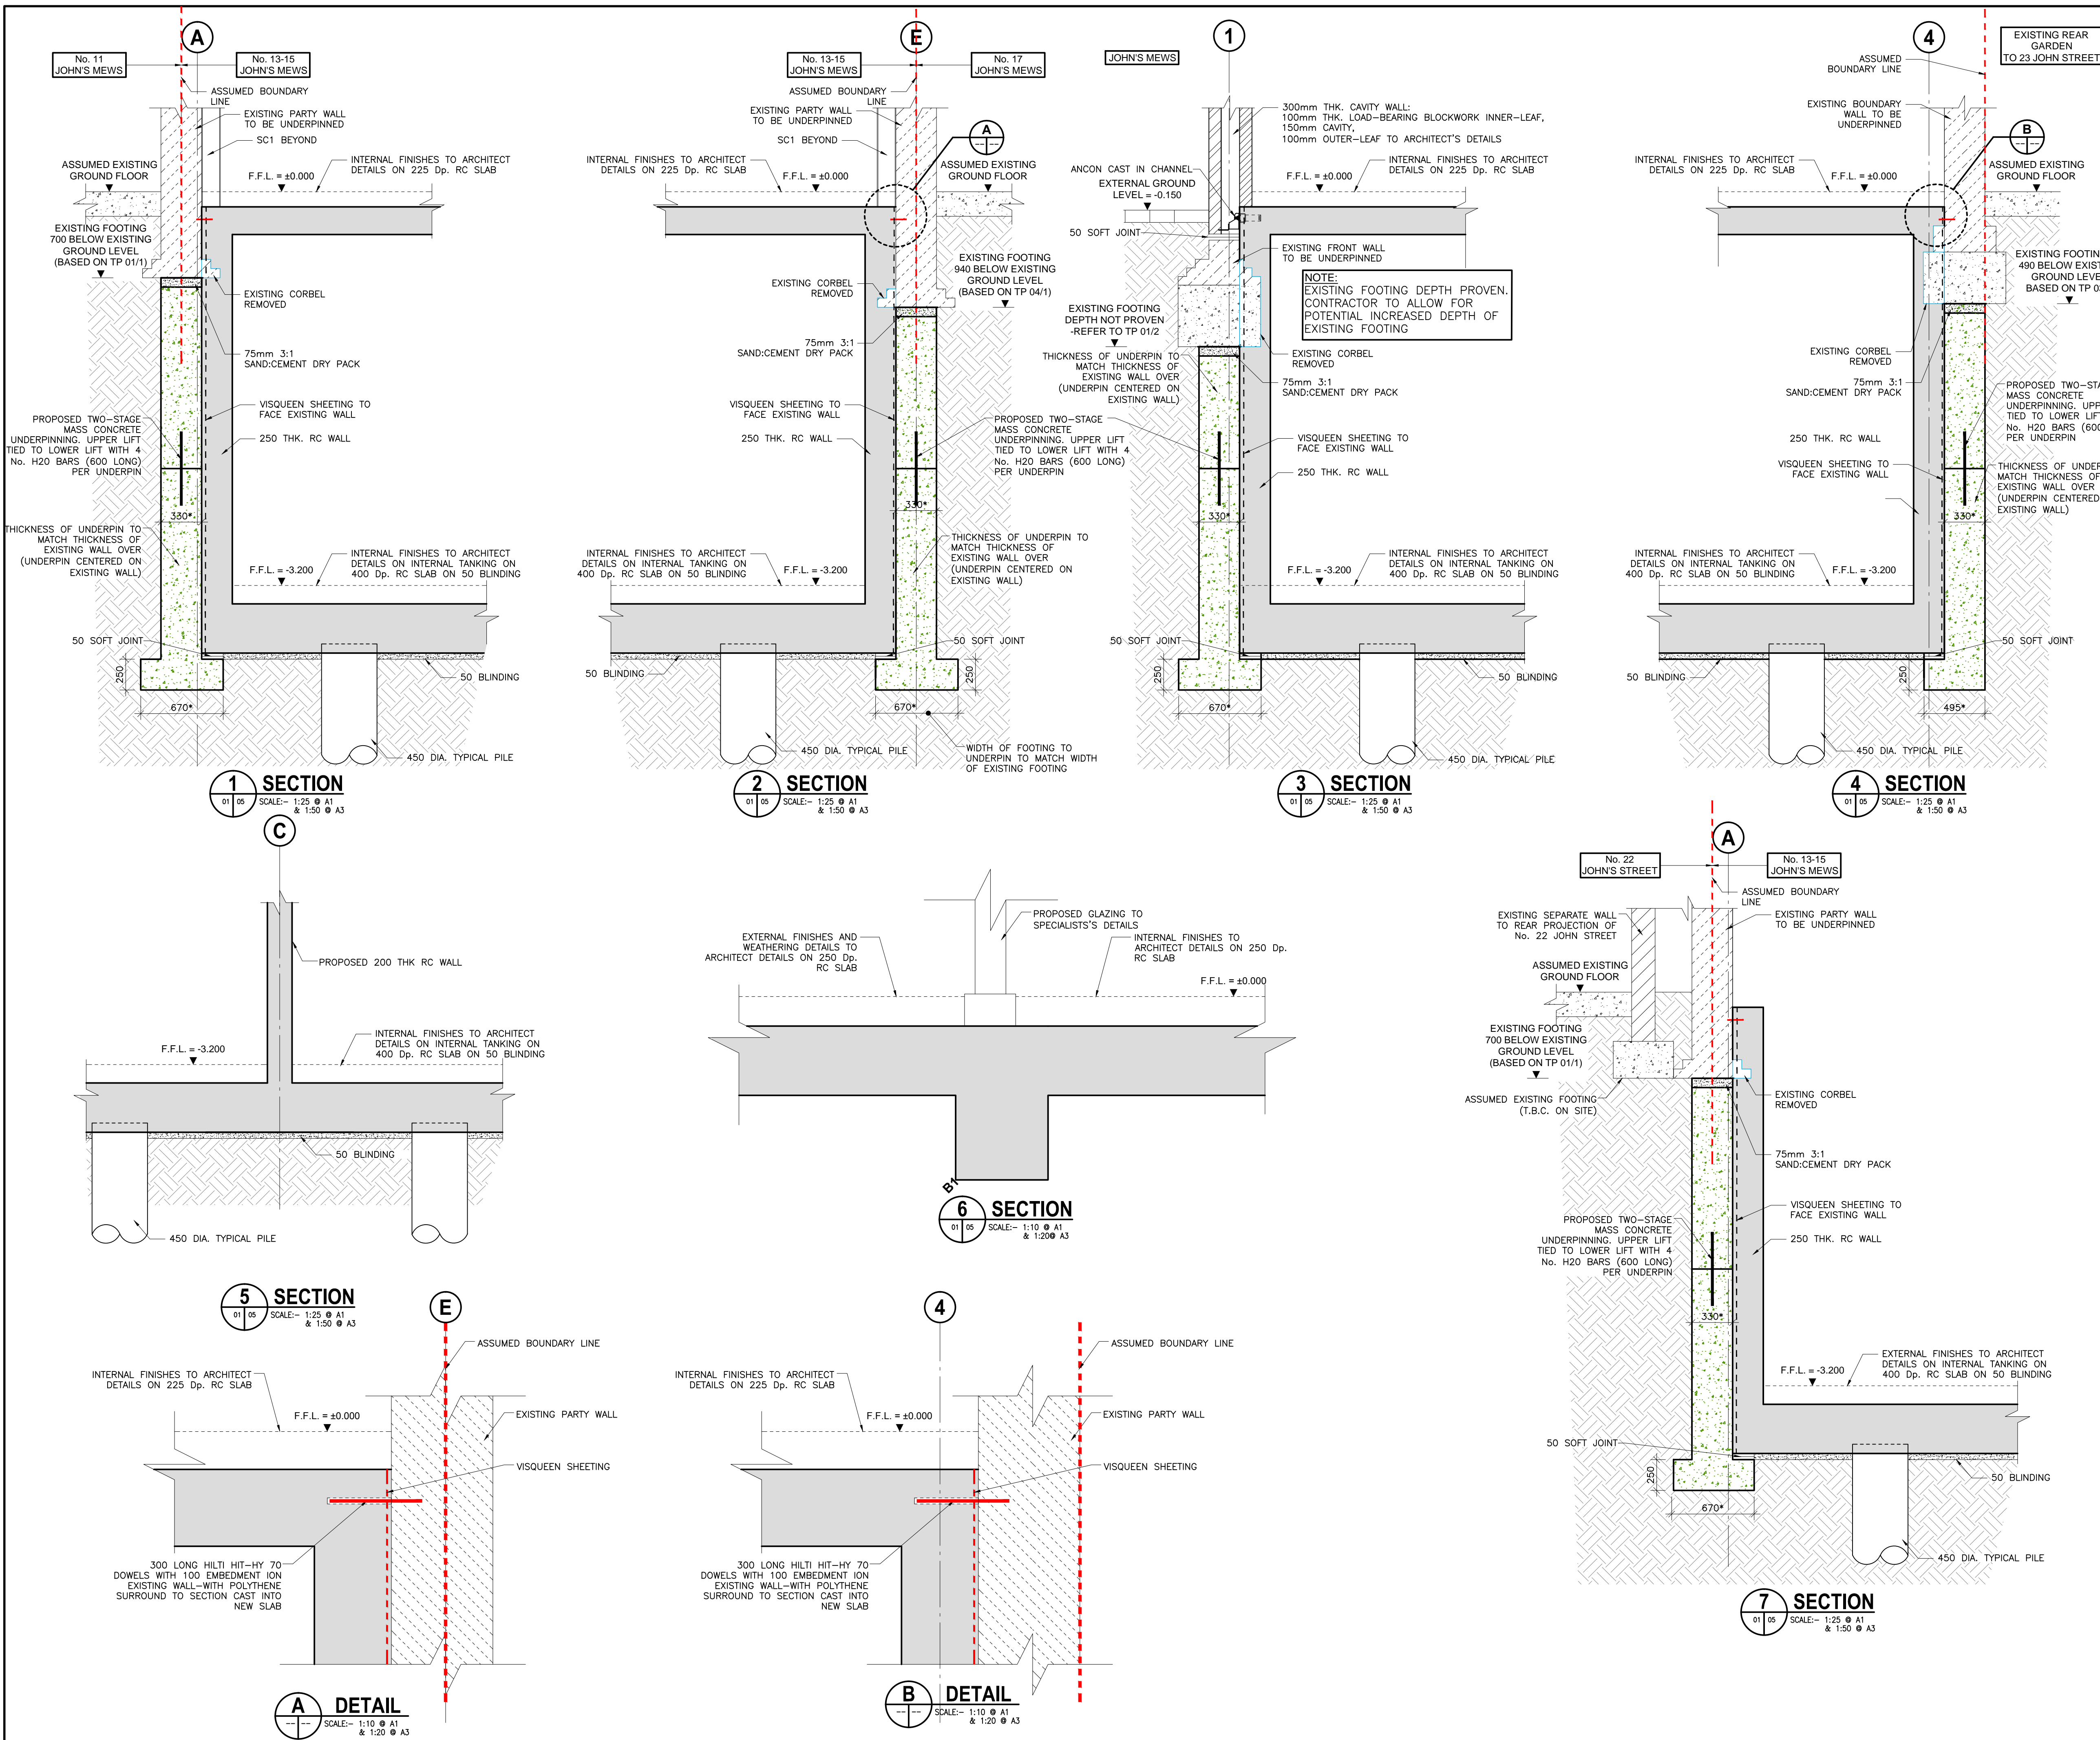 A
No. 11
JOHN'S MEWS
No. 13-15
JOHN'S MEWS
ASSUMED BOUNDARY
LINE
EXISTING PARTY WALL
TO BE UNDERPINNED
SC1 BEYOND
ASSUMED EXISTING
GROUND FLOOR
INTERNAL FINISHES TO ARCHITECT
DETAILS ON 225 Dp. RC SLAB
F.F.L. = ±0.000
EXISTING FOOTING
700 BELOW EXISTING
GROUND LEVEL
(BASED ON TP 01/1)
EXISTING CORBEL
REMOVED
75mm 3:1
SAND:CEMENT DRY PACK
VISQUEEN SHEETING TO
FACE EXISTING WALL
PROPOSED TWO-STAGE
MASS CONCRETE
UNDERPINNING. UPPER LIFT
TIED TO LOWER LIFT WITH 4
No. H20 BARS (600 LONG)
PER UNDERPIN
250 THK. RC WALL
330*
THICKNESS OF UNDERPIN TO
MATCH THICKNESS OF
EXISTING WALL OVER
(UNDERPIN CENTERED ON
EXISTING WALL)
INTERNAL FINISHES TO ARCHITECT
DETAILS ON INTERNAL TANKING ON
400 Dp. RC SLAB ON 50 BLINDING
F.F.L. = -3.200
50 SOFT JOINT
250
50 BLINDING
670*
450 DIA. TYPICAL PILE
1
01 05
SECTION
SCALE:- 1:25 @ A1
& 1:50 @ A3
E
No. 13-15
JOHN'S MEWS
No. 17
JOHN'S MEWS
ASSUMED BOUNDARY
LINE
EXISTING PARTY WALL
TO BE UNDERPINNED
SC1 BEYOND
A
-- --
INTERNAL FINISHES TO ARCHITECT
DETAILS ON 225 Dp. RC SLAB
F.F.L. = ±0.000
ASSUMED EXISTING
GROUND FLOOR
EXISTING FOOTING
940 BELOW EXISTING
GROUND LEVEL
(BASED ON TP 04/1)
EXISTING CORBEL
REMOVED
75mm 3:1
SAND:CEMENT DRY PACK
VISQUEEN SHEETING TO
FACE EXISTING WALL
250 THK. RC WALL
PROPOSED TWO-STAGE
MASS CONCRETE
UNDERPINNING. UPPER LIFT
TIED TO LOWER LIFT WITH 4
No. H20 BARS (600 LONG)
PER UNDERPIN
330*
THICKNESS OF UNDERPIN TO
MATCH THICKNESS OF
EXISTING WALL OVER
(UNDERPIN CENTERED ON
EXISTING WALL)
INTERNAL FINISHES TO ARCHITECT
DETAILS ON INTERNAL TANKING ON
400 Dp. RC SLAB ON 50 BLINDING
F.F.L. = -3.200
50 SOFT JOINT
50 BLINDING
250
670*
450 DIA. TYPICAL PILE
WIDTH OF FOOTING TO
UNDERPIN TO MATCH WIDTH
OF EXISTING FOOTING
2
01 05
SECTION
SCALE:- 1:25 @ A1
& 1:50 @ A3
1
JOHN'S MEWS
300mm THK. CAVITY WALL:
100mm THK. LOAD-BEARING BLOCKWORK INNER-LEAF,
150mm CAVITY,
100mm OUTER-LEAF TO ARCHITECT'S DETAILS
ANCON CAST IN CHANNEL
EXTERNAL GROUND
LEVEL = -0.150
INTERNAL FINISHES TO ARCHITECT
DETAILS ON 225 Dp. RC SLAB
F.F.L. = ±0.000
50 SOFT JOINT
EXISTING FRONT WALL
TO BE UNDERPINNED
NOTE:
EXISTING FOOTING DEPTH PROVEN.
CONTRACTOR TO ALLOW FOR
POTENTIAL INCREASED DEPTH OF
EXISTING FOOTING
EXISTING FOOTING
DEPTH NOT PROVEN
-REFER TO TP 01/2
EXISTING CORBEL
REMOVED
THICKNESS OF UNDERPIN TO
MATCH THICKNESS OF
EXISTING WALL OVER
(UNDERPIN CENTERED ON
EXISTING WALL)
75mm 3:1
SAND:CEMENT DRY PACK
VISQUEEN SHEETING TO
FACE EXISTING WALL
250 THK. RC WALL
330*
INTERNAL FINISHES TO ARCHITECT
DETAILS ON INTERNAL TANKING ON
400 Dp. RC SLAB ON 50 BLINDING
F.F.L. = -3.200
50 SOFT JOINT
250
50 BLINDING
670*
450 DIA. TYPICAL PILE
3
01 05
SECTION
SCALE:- 1:25 @ A1
& 1:50 @ A3
4
EXISTING REAR
GARDEN
TO 23 JOHN STREET
ASSUMED
BOUNDARY LINE
EXISTING BOUNDARY
WALL TO BE
UNDERPINNED
B
-- --
INTERNAL FINISHES TO ARCHITECT
DETAILS ON 225 Dp. RC SLAB
F.F.L. = ±0.000
ASSUMED EXISTING
GROUND FLOOR
EXISTING
490 BELOW
GROUND
BASED ON TP
EXISTING CORBEL
REMOVED
75mm 3:1
SAND:CEMENT DRY PACK
PROPOSED
MASS CONCRETE
UNDERPINNING.
TIED TO LOWER
No. H20 BARS
PER UNDERPIN
250 THK. RC WALL
VISQUEEN SHEETING TO
FACE EXISTING WALL
THICKNESS OF
MATCH THICKNESS OF
EXISTING WALL OVER
(UNDERPIN CENTERED
EXISTING WALL)
330*
INTERNAL FINISHES TO ARCHITECT
DETAILS ON INTERNAL TANKING ON
400 Dp. RC SLAB ON 50 BLINDING
F.F.L. = -3.200
50 SOFT JOINT
50 BLINDING
250
495*
450 DIA. TYPICAL PILE
4
01 05
SECTION
SCALE:- 1:25 @ A1
& 1:50 @ A3
C
PROPOSED 200 THK RC WALL
INTERNAL FINISHES TO ARCHITECT
DETAILS ON INTERNAL TANKING ON
400 Dp. RC SLAB ON 50 BLINDING
F.F.L. = -3.200
50 BLINDING
450 DIA. TYPICAL PILE
5
01 05
SECTION
SCALE:- 1:25 @ A1
& 1:50 @ A3
PROPOSED GLAZING TO
SPECIALISTS'S DETAILS
EXTERNAL FINISHES AND
WEATHERING DETAILS TO
ARCHITECT DETAILS ON 250 Dp.
RC SLAB
INTERNAL FINISHES TO
ARCHITECT DETAILS ON 250 Dp.
RC SLAB
F.F.L. = ±0.000
B1
6
01 05
SECTION
SCALE:- 1:10 @ A1
& 1:20@ A3
A
No. 22
JOHN'S STREET
No. 13-15
JOHN'S MEWS
ASSUMED BOUNDARY
LINE
EXISTING SEPARATE WALL
TO REAR PROJECTION OF
No. 22 JOHN STREET
EXISTING PARTY WALL
TO BE UNDERPINNED
ASSUMED EXISTING
GROUND FLOOR
EXISTING FOOTING
700 BELOW EXISTING
GROUND LEVEL
(BASED ON TP 01/1)
ASSUMED EXISTING FOOTING
(T.B.C. ON SITE)
EXISTING CORBEL
REMOVED
75mm 3:1
SAND:CEMENT DRY PACK
VISQUEEN SHEETING TO
FACE EXISTING WALL
PROPOSED TWO-STAGE
MASS CONCRETE
UNDERPINNING. UPPER LIFT
TIED TO LOWER LIFT WITH 4
No. H20 BARS (600 LONG)
PER UNDERPIN
250 THK. RC WALL
330*
EXTERNAL FINISHES TO ARCHITECT
DETAILS ON INTERNAL TANKING ON
400 Dp. RC SLAB ON 50 BLINDING
F.F.L. = -3.200
50 SOFT JOINT
250
50 BLINDING
670*
450 DIA. TYPICAL PILE
7
01 05
SECTION
SCALE:- 1:25 @ A1
& 1:50 @ A3
E
ASSUMED BOUNDARY LINE
INTERNAL FINISHES TO ARCHITECT
DETAILS ON 225 Dp. RC SLAB
F.F.L. = ±0.000
EXISTING PARTY WALL
VISQUEEN SHEETING
300 LONG HILTI HIT-HY 70
DOWELS WITH 100 EMBEDMENT ION
EXISTING WALL-WITH POLYTHENE
SURROUND TO SECTION CAST INTO
NEW SLAB
A
-- --
DETAIL
SCALE:- 1:10 @ A1
& 1:20 @ A3
4
ASSUMED BOUNDARY LINE
INTERNAL FINISHES TO ARCHITECT
DETAILS ON 225 Dp. RC SLAB
F.F.L. = ±0.000
EXISTING PARTY WALL
VISQUEEN SHEETING
300 LONG HILTI HIT-HY 70
DOWELS WITH 100 EMBEDMENT ION
EXISTING WALL-WITH POLYTHENE
SURROUND TO SECTION CAST INTO
NEW SLAB
B
-- --
DETAIL
SCALE:- 1:10 @ A1
& 1:20 @ A3